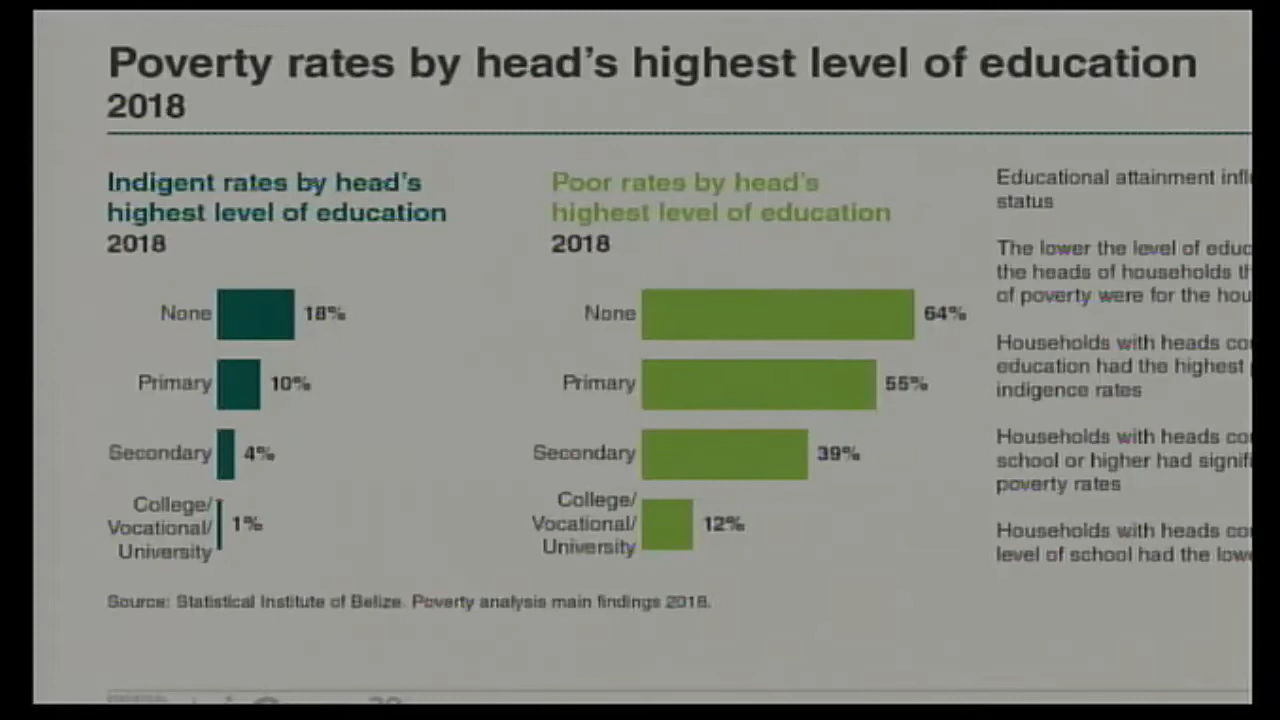 Poverty rates by head's highest level of education
2018
Indigent rates by head's
highest level of education
2018
None 18%
Primary 10%
Secondary 4%
College/
Vocational/ 1%
University
Poor rates by head's
highest level of education
2018
None 64%
Primary 55%
Secondary 39%
College/
Vocational/ 12%
University
Educational attainment
status
The lower the level of
the heads of households
of poverty were for the
Households with heads
education had the highest
indigence rates
Households with heads
school or higher had
poverty rates
Households with heads
level of school had the
Source: Statistical Institute of Belize. Poverty analysis main findings 2018.